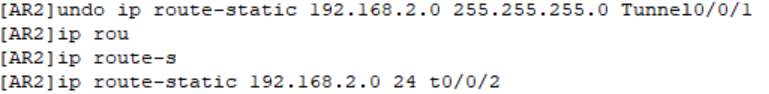 [AR2]undo ip route-static 192.168.2.0 255.255.255.0 Tunnel0/0/1
[AR2]ip rou
[AR2]ip route-s
[AR2]ip route-static 192.168.2.0 24 t0/0/2